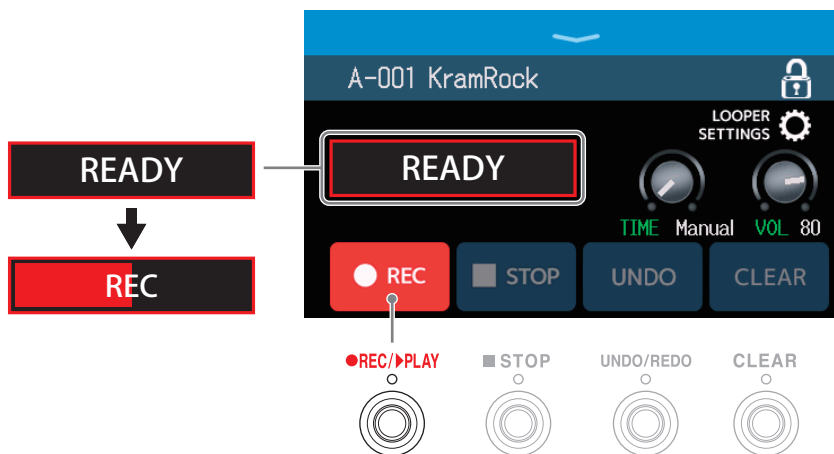 A-001 KramRock
LOOPER
SETTINGS
READY
READY
TIME Manual VOL 80
REC
● REC ■ STOP UNDO CLEAR
●REC/▶PLAY ■STOP UNDO/REDO CLEAR